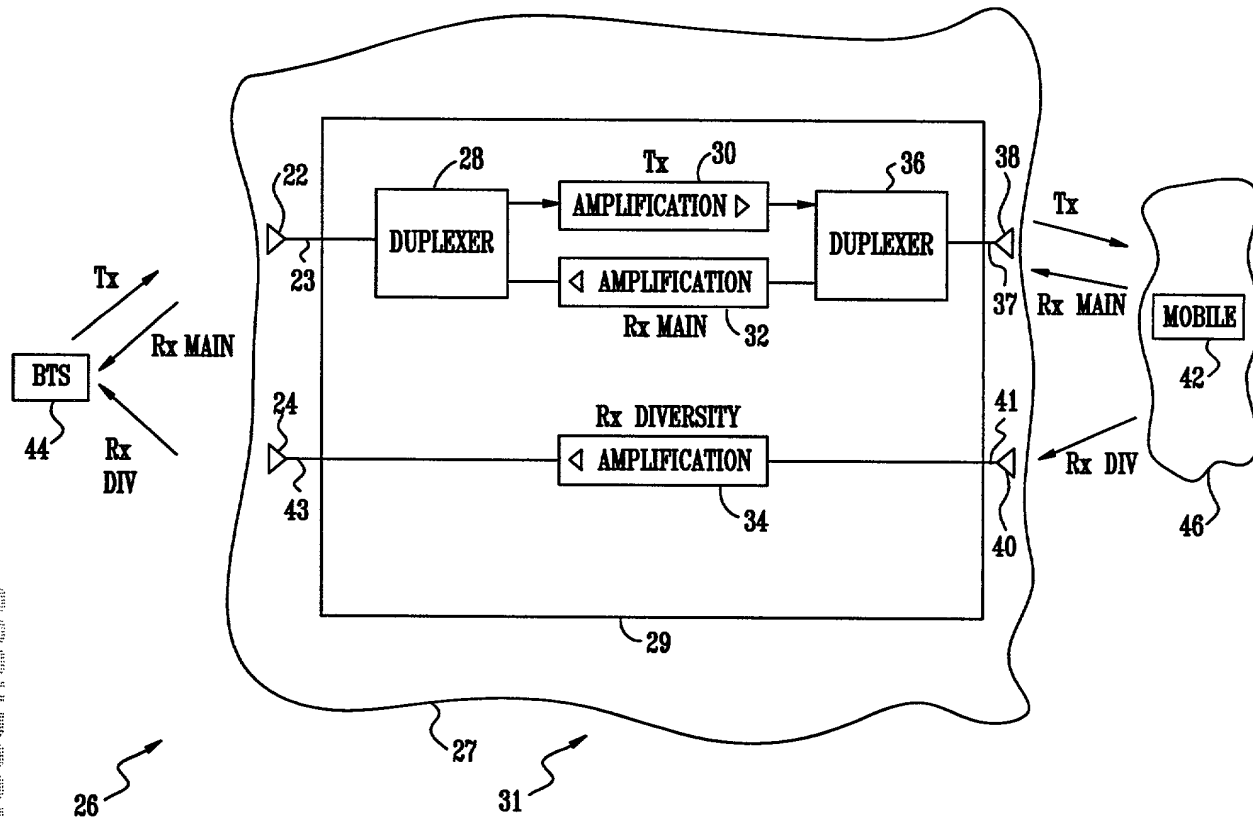 22
28
Tx
30
36
38
AMPLIFICATION
DUPLEXER
DUPLEXER
Tx
23
AMPLIFICATION
37
Tx
Rx MAIN
Rx MAIN
32
Rx MAIN
MOBILE
42
BTS
44
24
Rx DIVERSITY
41
Rx
DIV
AMPLIFICATION
Rx DIV
43
34
40
46
29
27
26
31